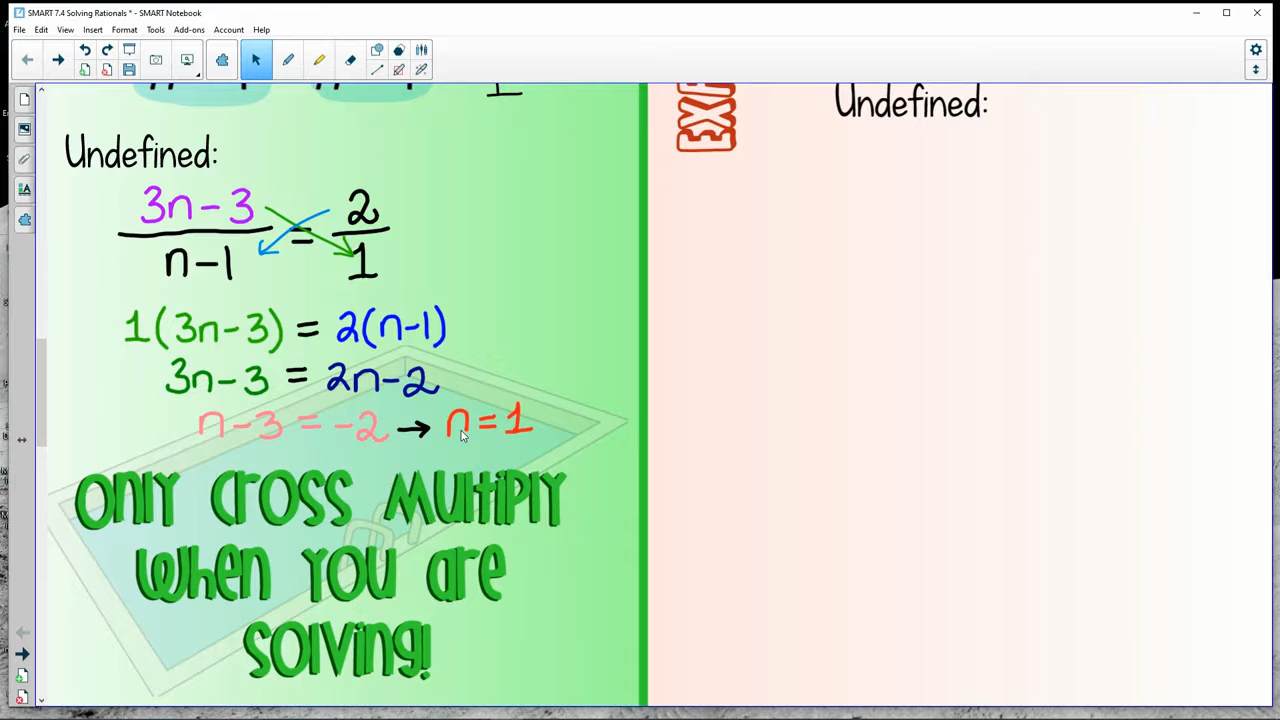 SMART 7.4 Solving Rationals * - SMART Notebook
File Edit View Insert Format Tools Add-ons Account Help
Undefined:
3n-3 / n-1 = 2 / 1
1(3n-3) = 2(n-1)
3n-3 = 2n-2
n-3 = -2 → n = 1
Only Cross Multiply
When You are
Solving!
EXA
Undefined: